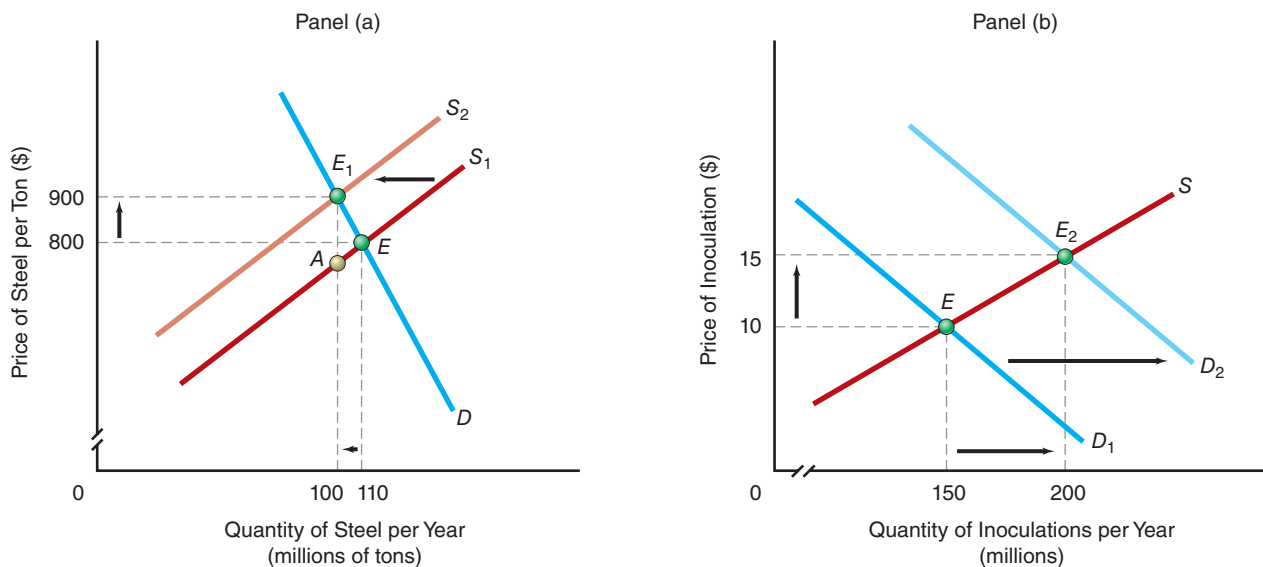 Panel (a)
Price of Steel per Ton ($)
900
800
0
100
110
S2
S1
E1
E
A
D
Quantity of Steel per Year
(millions of tons)
Panel (b)
Price of Inoculation ($)
15
10
0
150
200
S
E2
E
D2
D1
Quantity of Inoculations per Year
(millions)